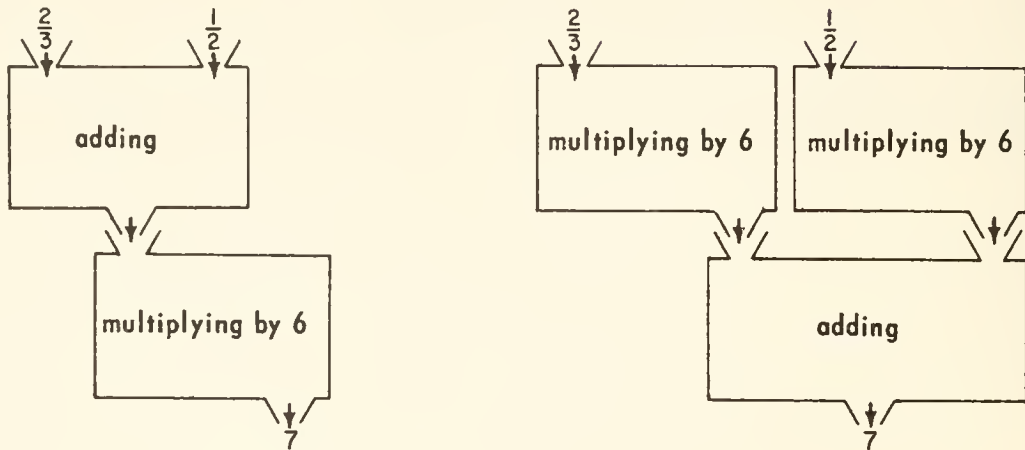 2/3 1/2 2/3 1/2
adding multiplying by 6 multiplying by 6
multiplying by 6 adding
7 7